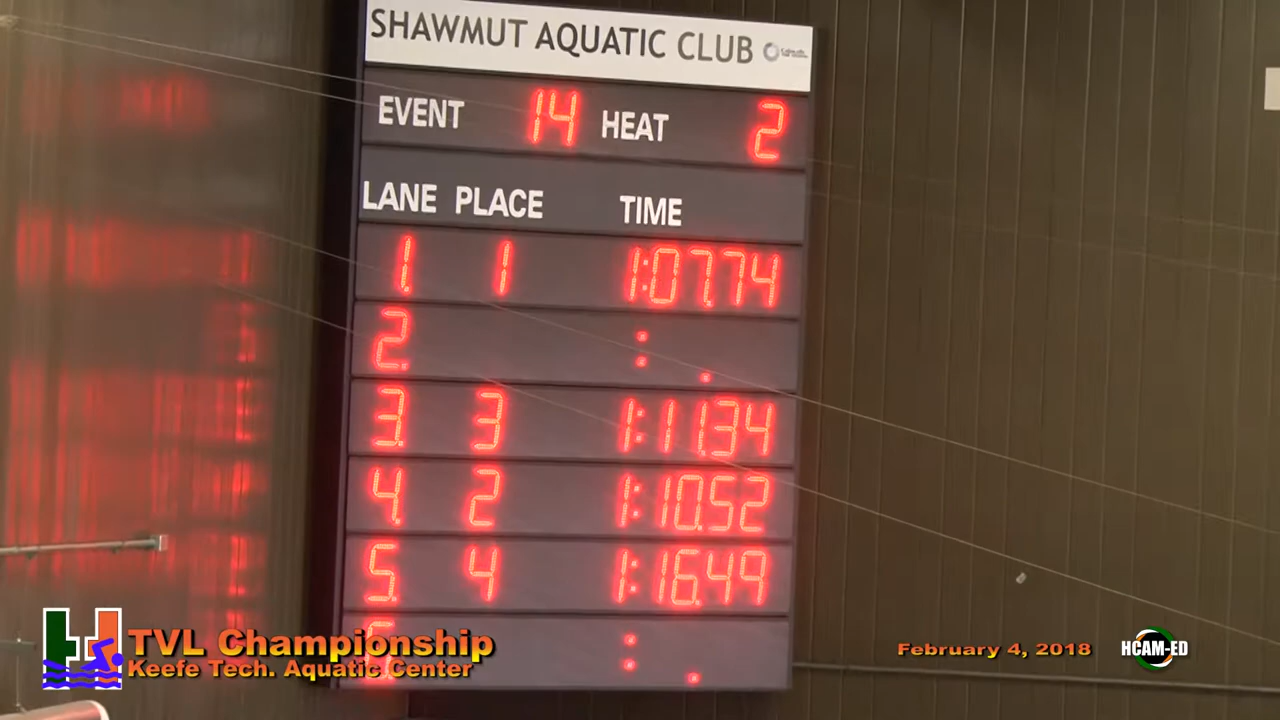 SHAWMUT AQUATIC CLUB
EVENT 14 HEAT 2
LANE PLACE TIME
1. 1 1:07.74
2. : .
3. 3 1:11.34
4. 2 1:10.52
5. 4 1:16.49
: .
TVL Championship
Keefe Tech. Aquatic Center
February 4, 2018 HCAM-ED